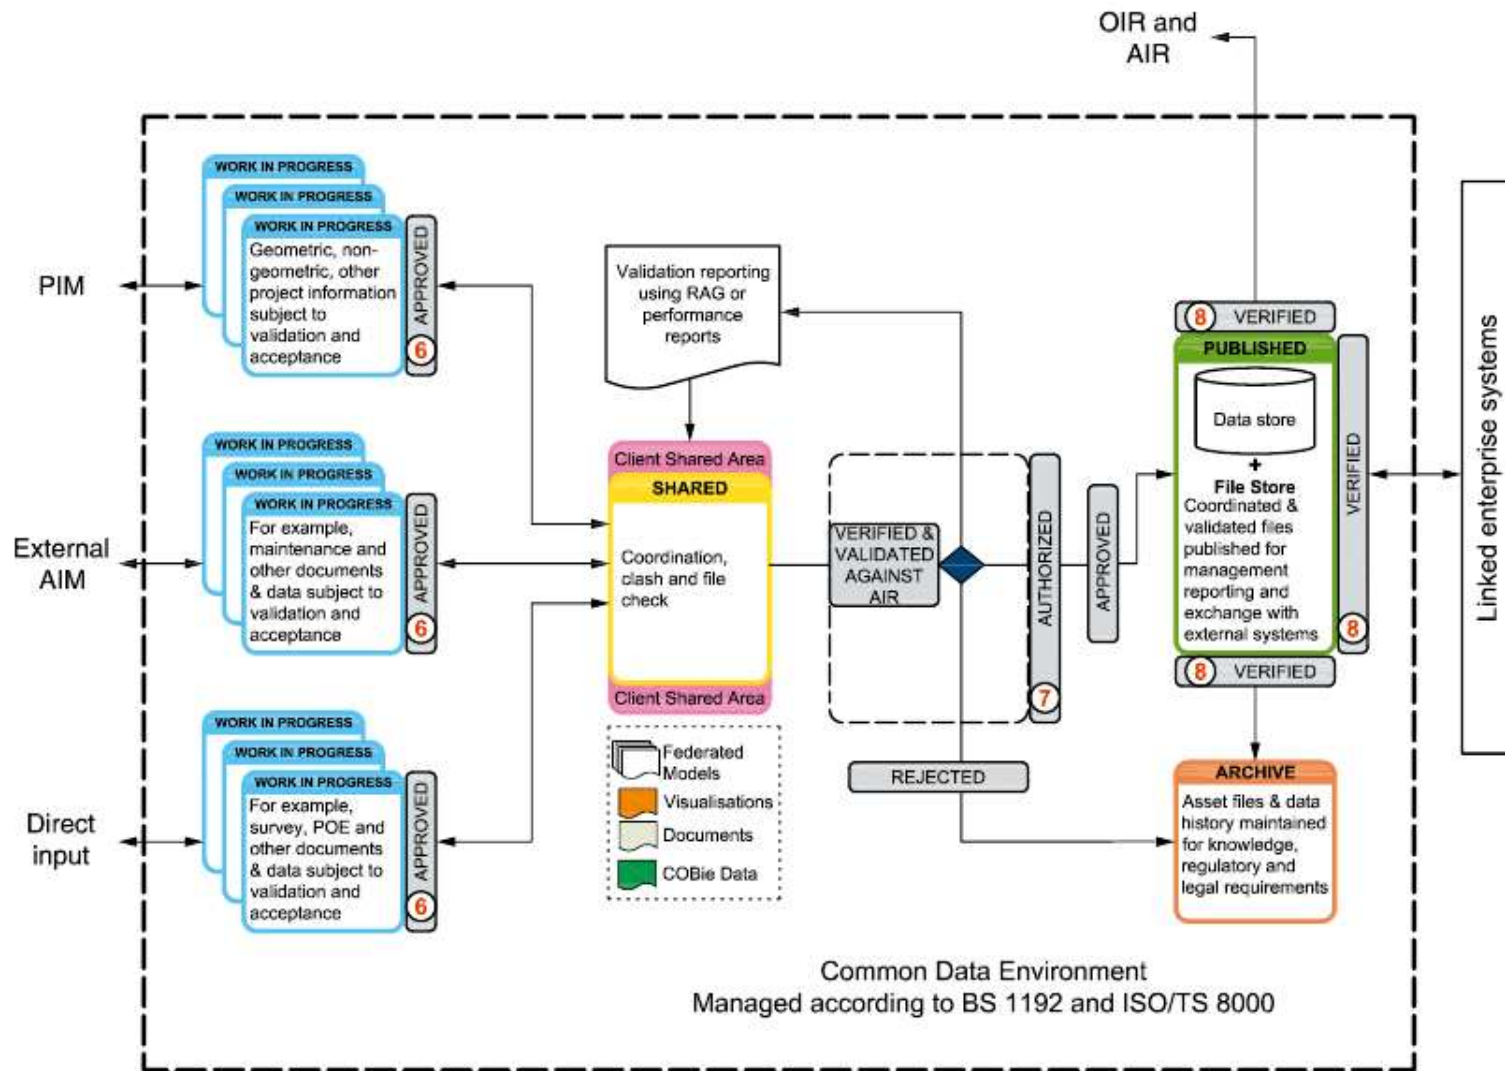 OIR and
AIR
WORK IN PROGRESS
WORK IN PROGRESS
WORK IN PROGRESS
Geometric, non-
geometric, other
project information
subject to
validation and
acceptance
APPROVED
6
PIM
WORK IN PROGRESS
WORK IN PROGRESS
WORK IN PROGRESS
For example,
maintenance and
other documents
& data subject to
validation and
acceptance
APPROVED
6
External
AIM
WORK IN PROGRESS
WORK IN PROGRESS
WORK IN PROGRESS
For example,
survey, POE and
other documents
& data subject to
validation and
acceptance
APPROVED
6
Direct
input
Validation reporting
using RAG or
performance
reports
Client Shared Area
SHARED
Coordination,
clash and file
check
Client Shared Area
Federated
Models
Visualisations
Documents
COBie Data
VERIFIED &
VALIDATED
AGAINST
AIR
AUTHORIZED
7
APPROVED
REJECTED
8 VERIFIED
PUBLISHED
Data store
+
File Store
Coordinated &
validated files
published for
management
reporting and
exchange with
external systems
VERIFIED
8
8 VERIFIED
ARCHIVE
Asset files & data
history maintained
for knowledge,
regulatory and
legal requirements
Linked enterprise systems
Common Data Environment
Managed according to BS 1192 and ISO/TS 8000